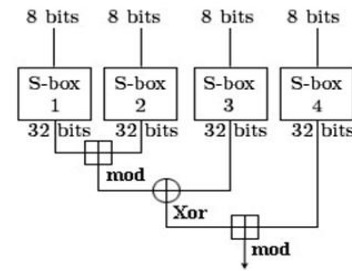 8 bits 8 bits 8 bits 8 bits
S-box S-box S-box S-box
1 2 3 4
32 bits 32 bits 32 bits 32 bits
mod
Xor
mod